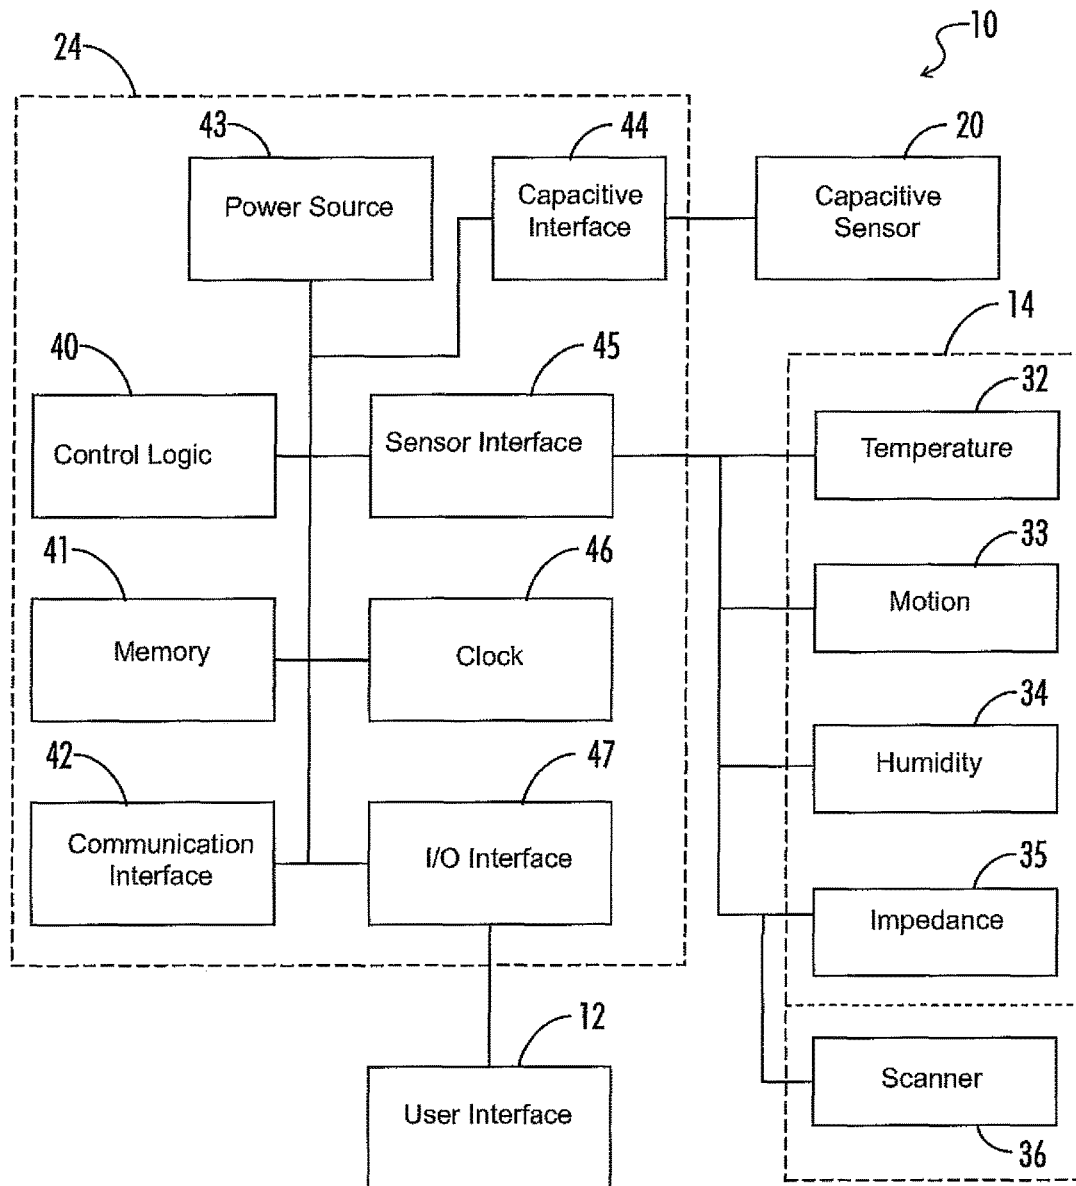 10
24
43
44
20
Power Source
Capacitive
Interface
Capacitive
Sensor
14
40
45
32
Control Logic
Sensor Interface
Temperature
41
46
33
Memory
Clock
Motion
34
42
47
Humidity
Communication
Interface
I/O Interface
35
Impedance
12
Scanner
User Interface
36